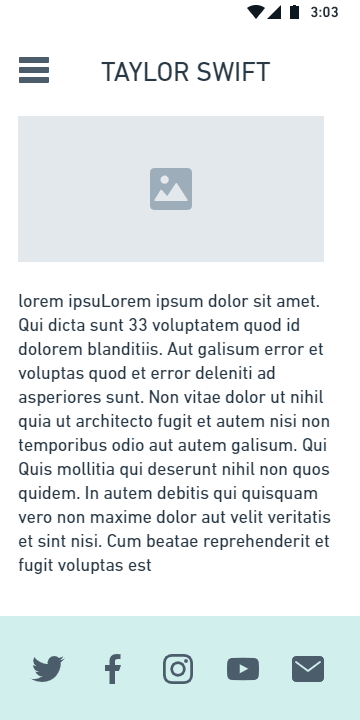 3:03
TAYLOR SWIFT
lorem ipsuLorem ipsum dolor sit amet.
Qui dicta sunt 33 voluptatem quod id
dolorem blanditiis. Aut galisum error et
voluptas quod et error deleniti ad
asperiores sunt. Non vitae dolor ut nihil
quia ut architecto fugit et autem nisi non
temporibus odio aut autem galisum. Qui
Quis mollitia qui deserunt nihil non quos
quidem. In autem debitis qui quisquam
vero non maxime dolor aut velit veritatis
et sint nisi. Cum beatae reprehenderit et
fugit voluptas est